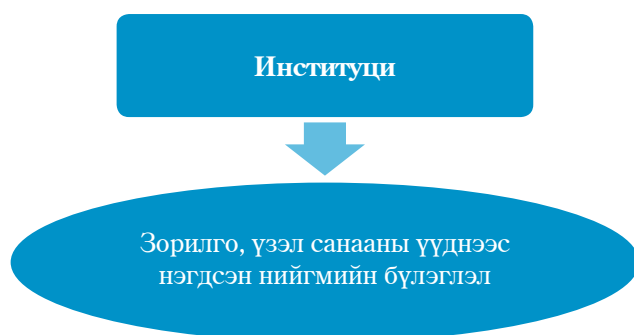 Институци
Зорилго, үзэл санааны үүднээс
нэгдсэн нийгмийн бүлэглэл